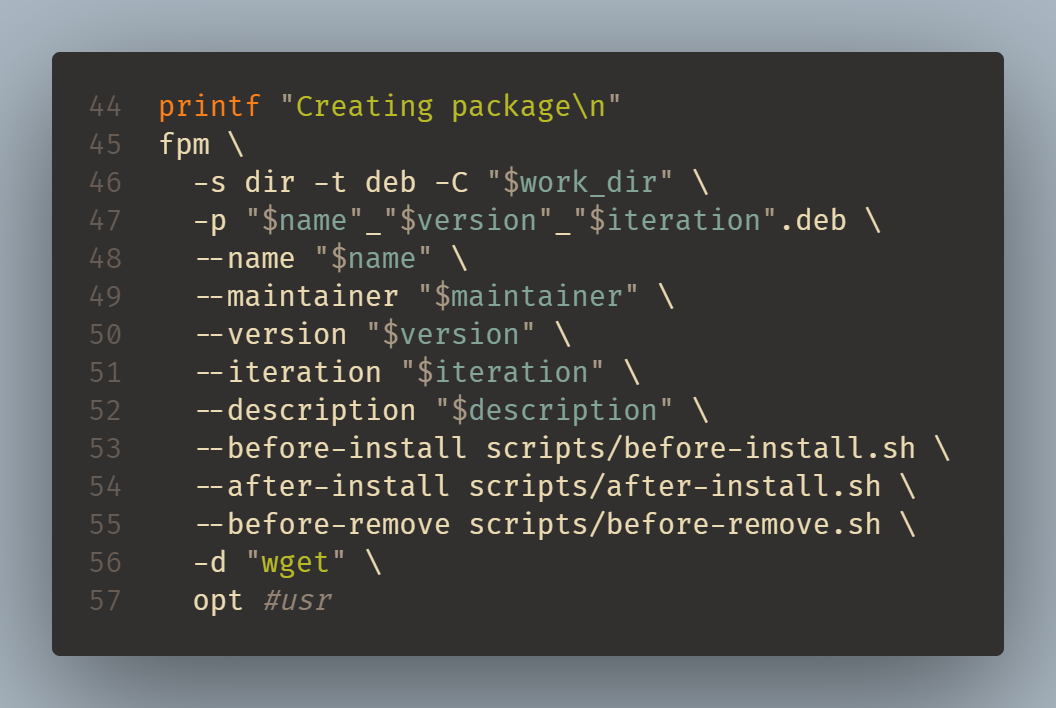 44 printf "Creating package\n"
45 fpm \
46   -s dir -t deb -C "$work_dir" \
47   -p "$name"_"$version"_"$iteration".deb \
48   --name "$name" \
49   --maintainer "$maintainer" \
50   --version "$version" \
51   --iteration "$iteration" \
52   --description "$description" \
53   --before-install scripts/before-install.sh \
54   --after-install scripts/after-install.sh \
55   --before-remove scripts/before-remove.sh \
56   -d "wget" \
57   opt #usr